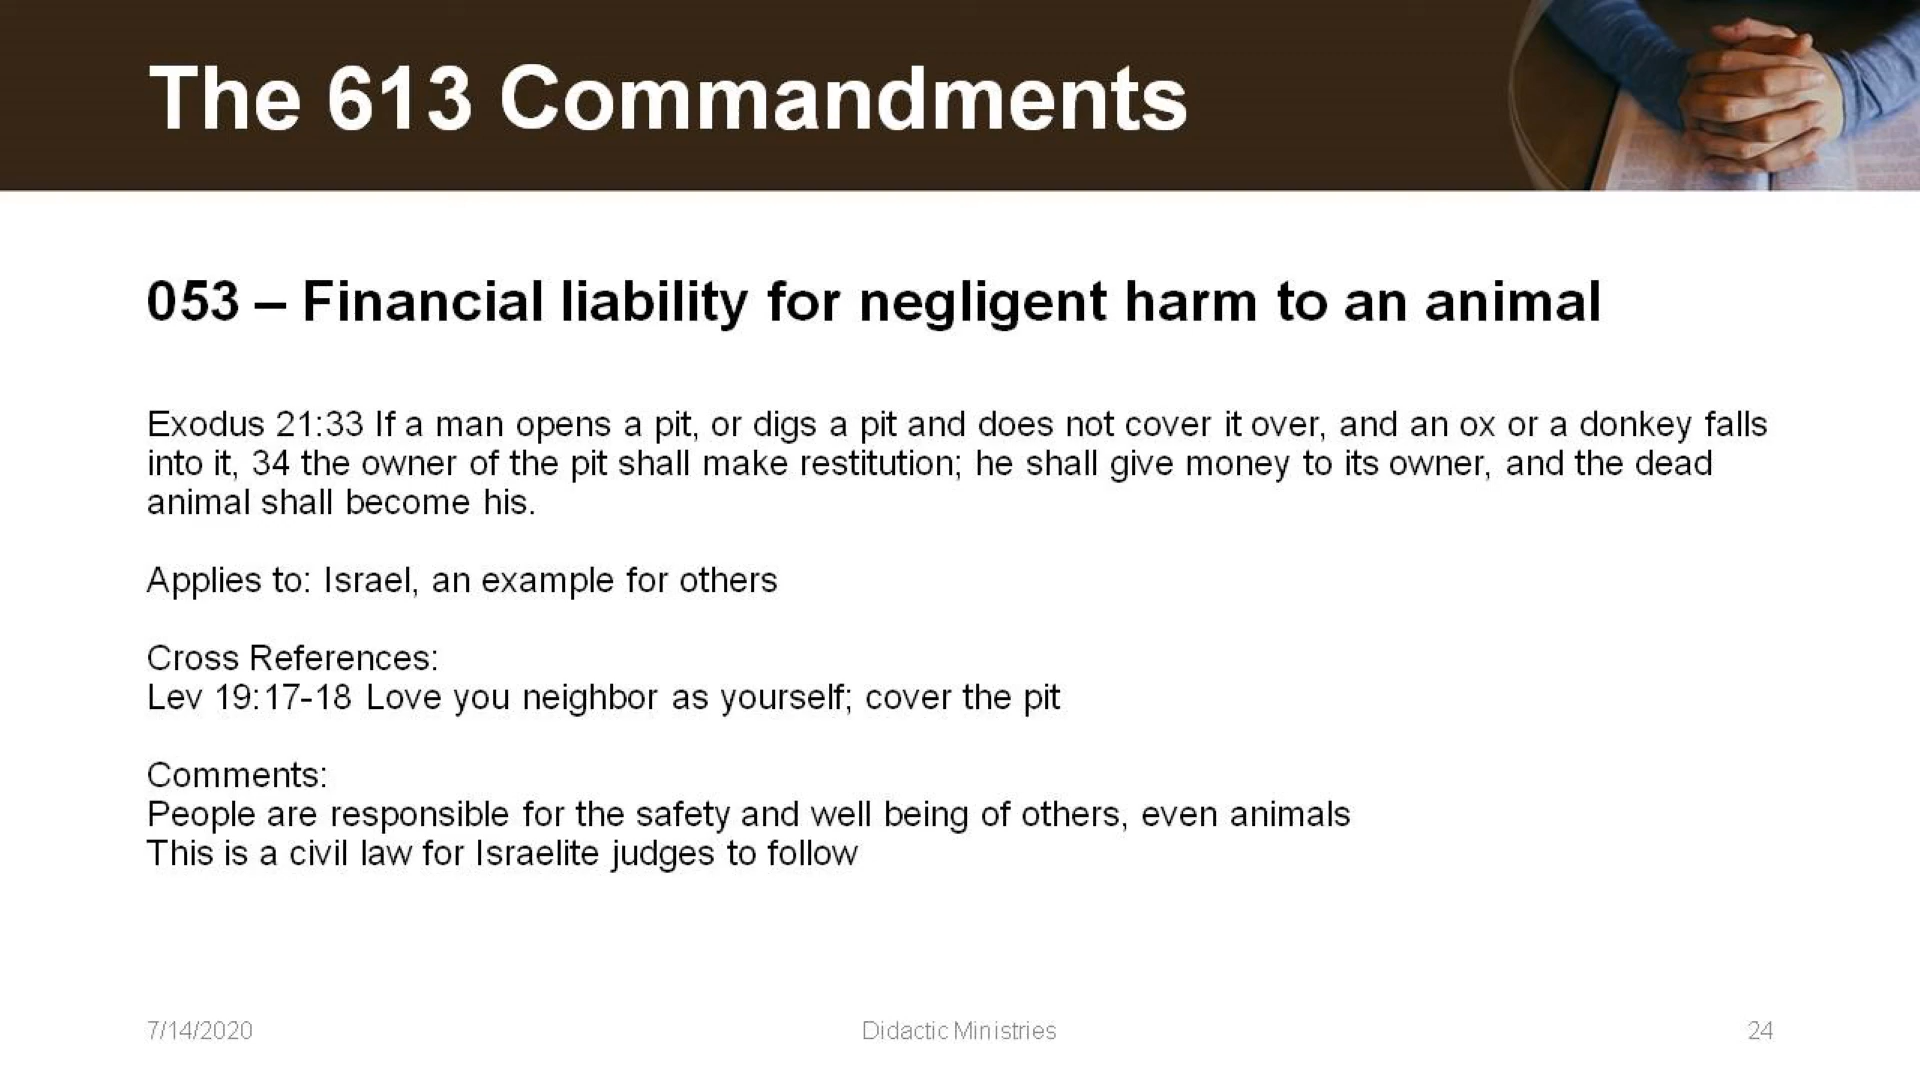 The 613 Commandments
053 – Financial liability for negligent harm to an animal
Exodus 21:33 If a man opens a pit, or digs a pit and does not cover it over, and an ox or a donkey falls
into it, 34 the owner of the pit shall make restitution; he shall give money to its owner, and the dead
animal shall become his.
Applies to: Israel, an example for others
Cross References:
Lev 19:17-18 Love you neighbor as yourself; cover the pit
Comments:
People are responsible for the safety and well being of others, even animals
This is a civil law for Israelite judges to follow
7/14/2020
Didactic Ministries
24